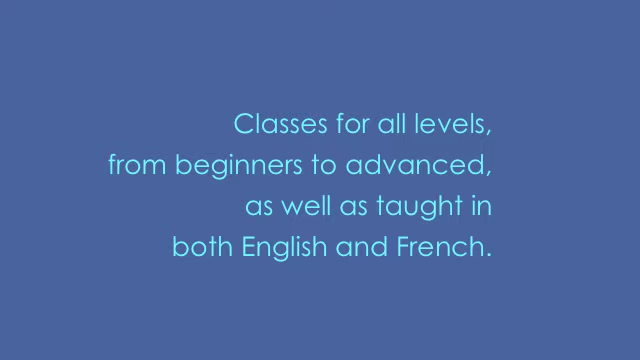 Classes for all levels,
from beginners to advanced,
as well as taught in
both English and French.